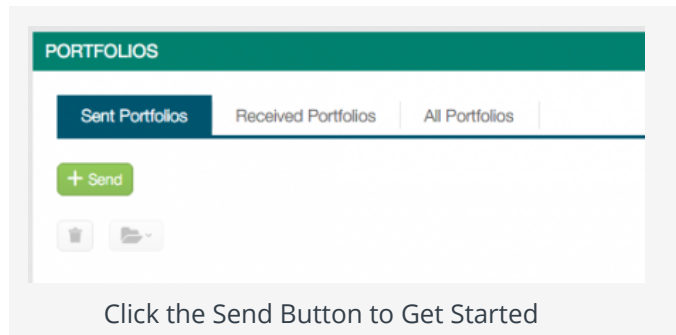 PORTFOLIOS
Sent Portfolios Received Portfolios All Portfolios
+ Send
Click the Send Button to Get Started